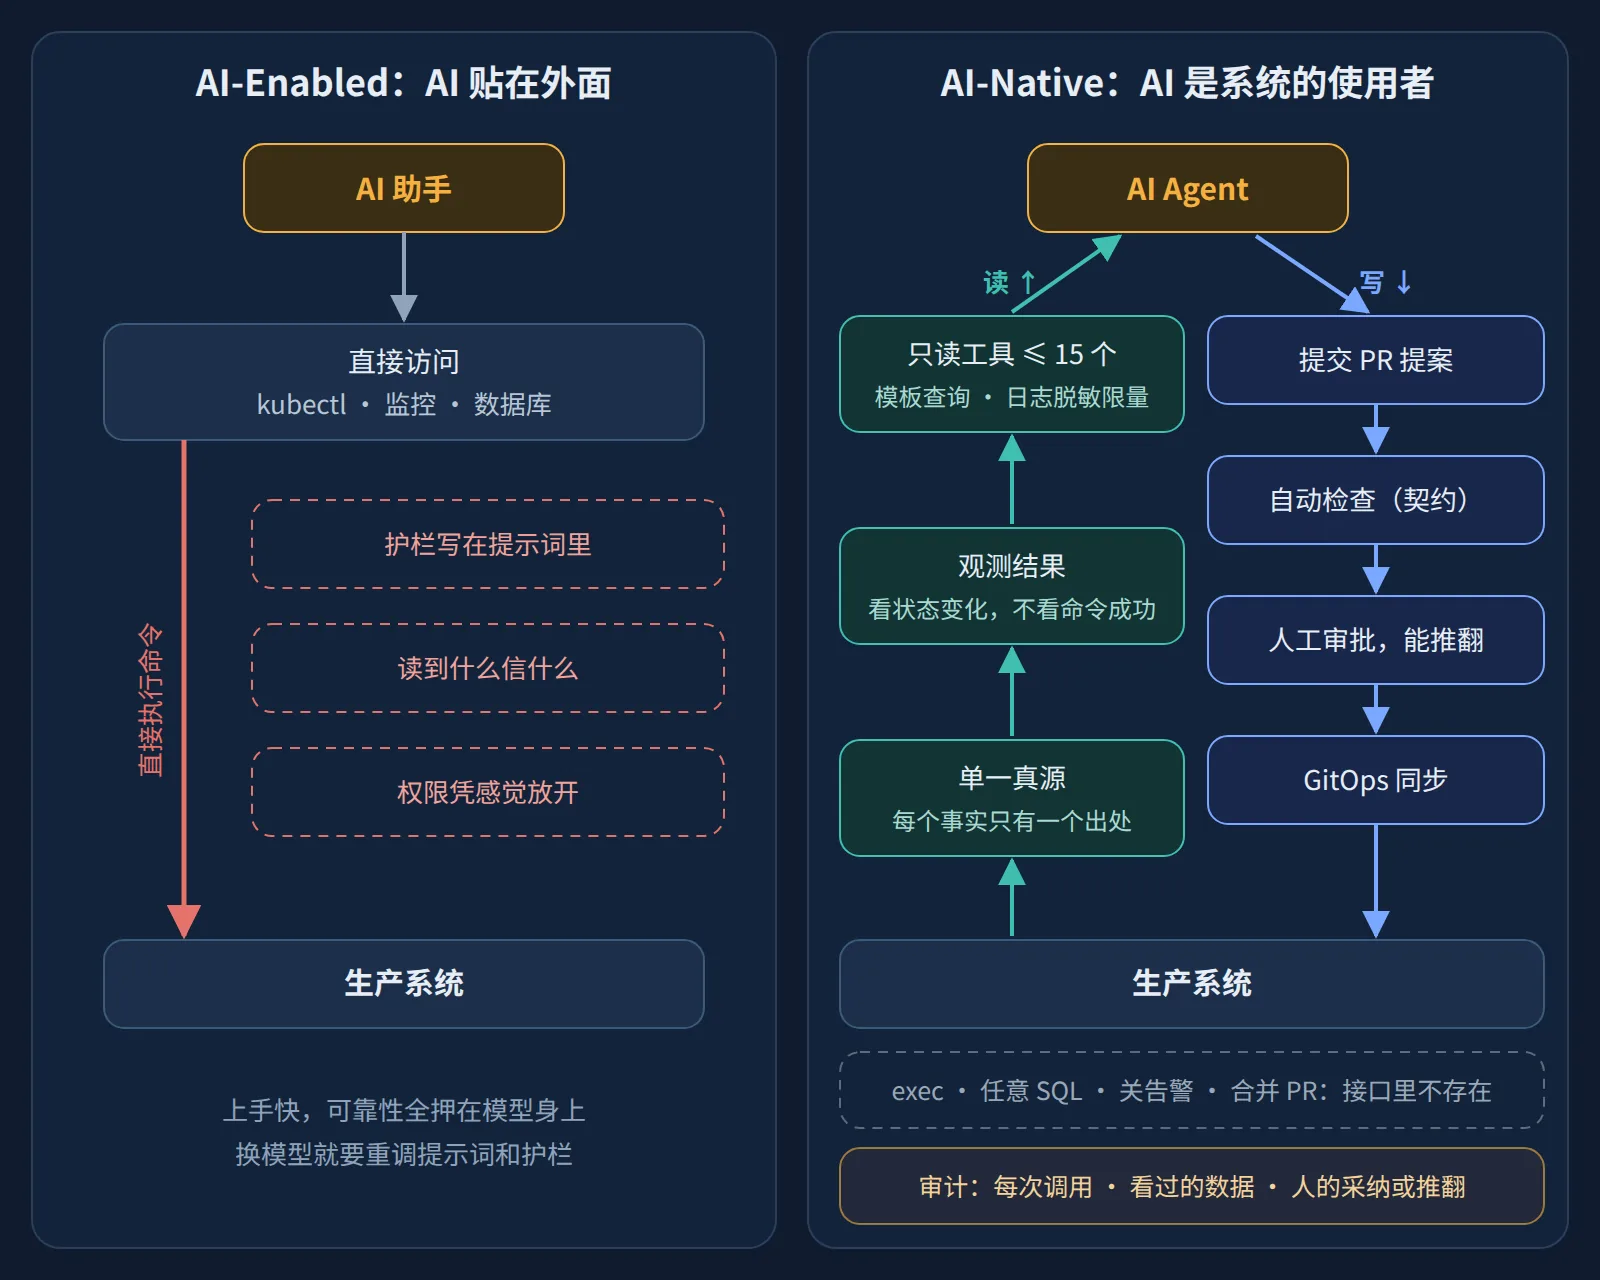 AI-Enabled：AI 贴在外面
AI 助手
直接访问
kubectl · 监控 · 数据库
直接执行命令
护栏写在提示词里
读到什么信什么
权限凭感觉放开
生产系统
上手快，可靠性全押在模型身上
换模型就要重调提示词和护栏
AI-Native：AI 是系统的使用者
AI Agent
读 ↑
写 ↓
只读工具 ≤ 15 个
模板查询 · 日志脱敏限量
观测结果
看状态变化，不看命令成功
单一真源
每个事实只有一个出处
提交 PR 提案
自动检查（契约）
人工审批，能推翻
GitOps 同步
生产系统
exec · 任意 SQL · 关告警 · 合并 PR：接口里不存在
审计：每次调用 · 看过的数据 · 人的采纳或推翻